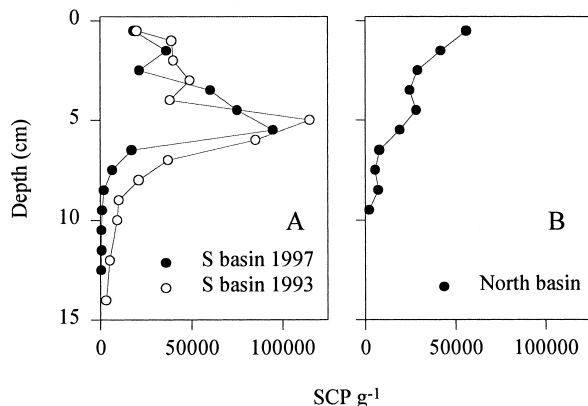 0
5
10
15
Depth (cm)
A
S basin 1997
S basin 1993
0
50000
100000
B
North basin
0
50000
100000
SCP g-1